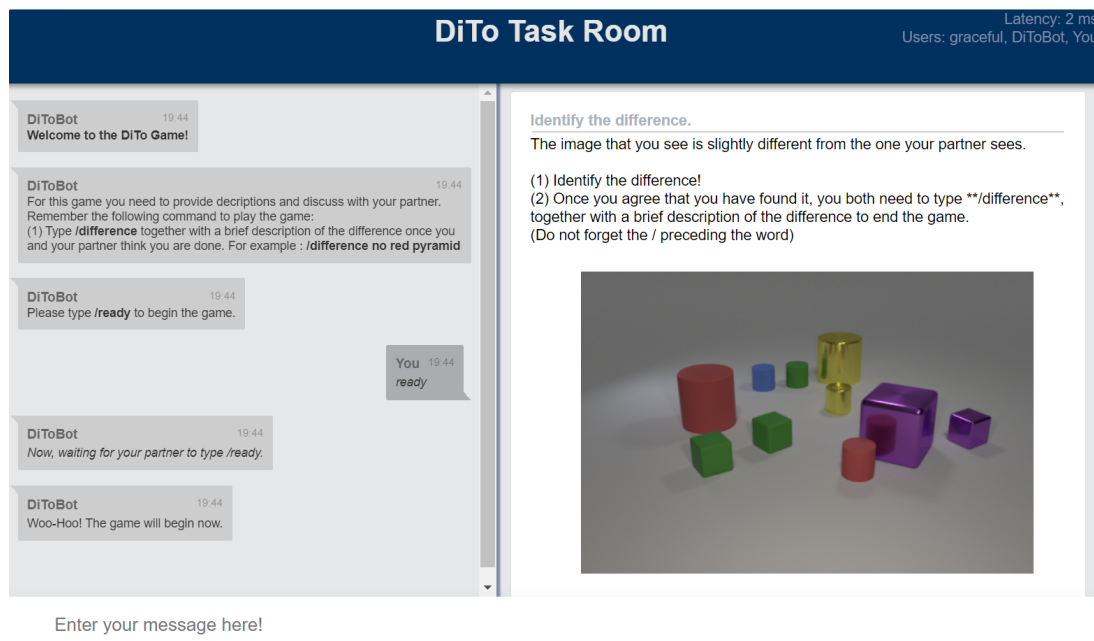 DiTo Task Room
Latency: 2 ms
Users: graceful, DiToBot, You
DiToBot 19:44
Welcome to the DiTo Game!
DiToBot 19:44
For this game you need to provide decriptions and discuss with your partner.
Remember the following command to play the game:
(1) Type /difference together with a brief description of the difference once you
and your partner think you are done. For example : /difference no red pyramid
DiToBot 19:44
Please type /ready to begin the game.
You 19:44
ready
DiToBot 19:44
Now, waiting for your partner to type /ready.
DiToBot 19:44
Woo-Hoo! The game will begin now.
Enter your message here!
Identify the difference.
The image that you see is slightly different from the one your partner sees.
(1) Identify the difference!
(2) Once you agree that you have found it, you both need to type **/difference**,
together with a brief description of the difference to end the game.
(Do not forget the / preceding the word)